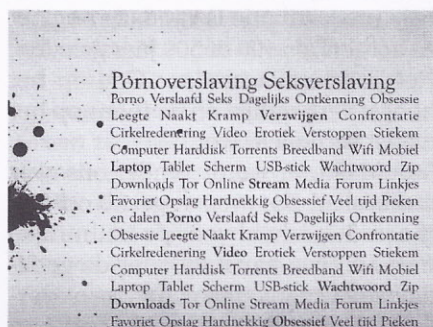 Pornoverslaving Seksverslaving
Porno Verslaafd Seks Dagelijks Ontkenning Obsessie
Leegte Naakt Kramp Verzwijgen Confrontatie
Cirkelredenering Video Erotiek Verstoppen Stiekem
Computer Harddisk Torrents Breedband Wifi Mobiel
Laptop Tablet Scherm USB-stick Wachtwoord Zip
Downloads Tor Online Stream Media Forum Linkjes
Favoriet Opslag Hardnekkig Obsessief Veel tijd Pieken
en dalen Porno Verslaafd Seks Dagelijks Ontkenning
Obsessie Leegte Naakt Kramp Verzwijgen Confrontatie
Cirkelredenering Video Erotiek Verstoppen Stiekem
Computer Harddisk Torrents Breedband Wifi Mobiel
Laptop Tablet Scherm USB-stick Wachtwoord Zip
Downloads Tor Online Stream Media Forum Linkjes
Favoriet Opslag Hardnekkig Obsessief Veel tijd Pieken